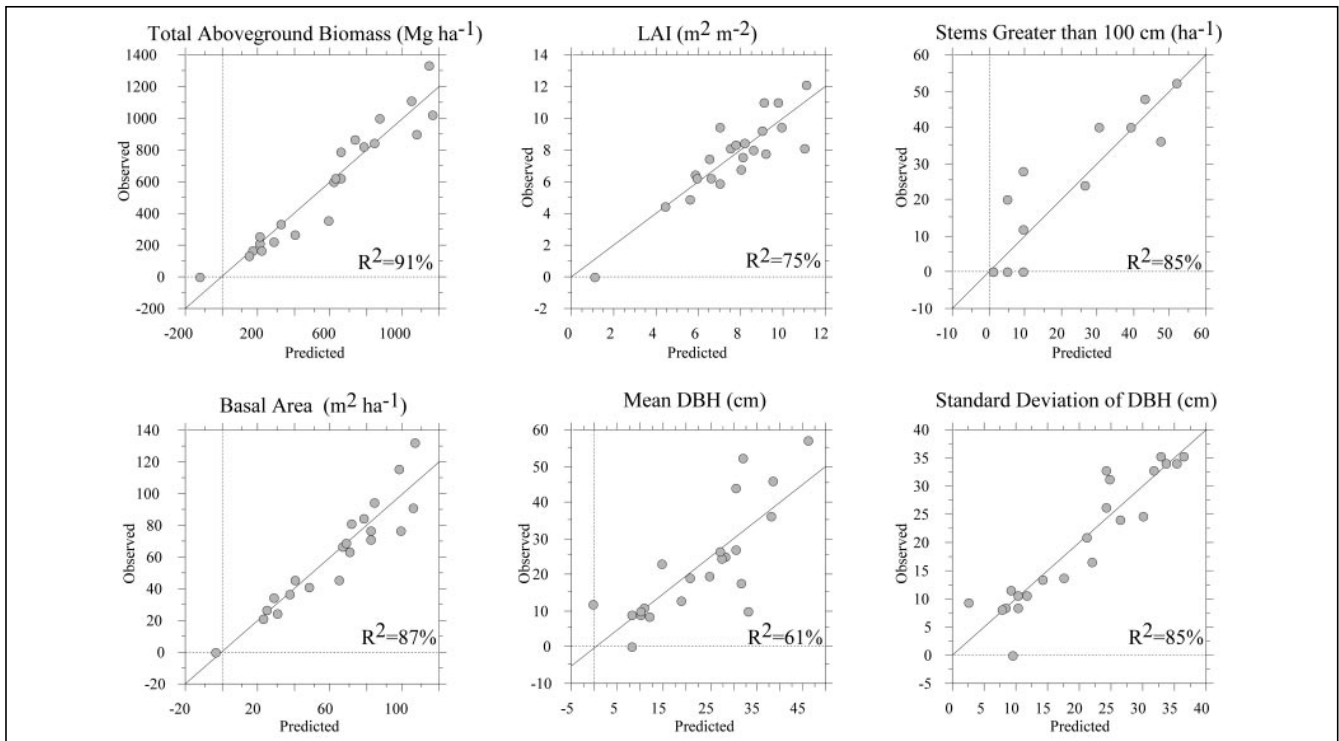 Total Aboveground Biomass (Mg ha-1)
1400
1200
1000
800
600
400
200
0
-200
Observed
R2=91%
-200 200 600 1000
Predicted
LAI (m2 m-2)
14
12
10
8
6
4
2
0
-2
Observed
R2=75%
0 2 4 6 8 10 12
Predicted
Stems Greater than 100 cm (ha-1)
60
50
40
30
20
10
0
-10
Observed
R2=85%
-10 0 10 20 30 40 50 60
Predicted
Basal Area (m2 ha-1)
140
120
100
80
60
40
20
0
-20
Observed
R2=87%
-20 20 60 100
Predicted
Mean DBH (cm)
60
50
40
30
20
10
0
-10
Observed
R2=61%
-5 5 15 25 35 45
Predicted
Standard Deviation of DBH (cm)
40
35
30
25
20
15
10
5
0
-5
Observed
R2=85%
0 5 10 15 20 25 30 35 40
Predicted